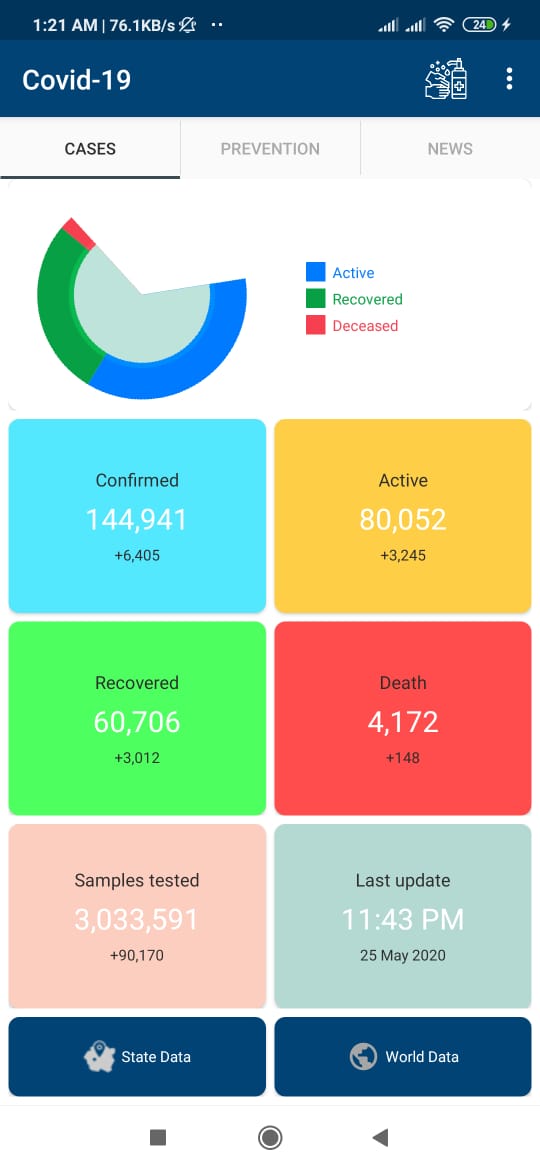 1:21 AM | 76.1KB/s ··
24
Covid-19
CASES
PREVENTION
NEWS
Active
Recovered
Deceased
Confirmed
144,941
+6,405
Active
80,052
+3,245
Recovered
60,706
+3,012
Death
4,172
+148
Samples tested
3,033,591
+90,170
Last update
11:43 PM
25 May 2020
State Data
World Data